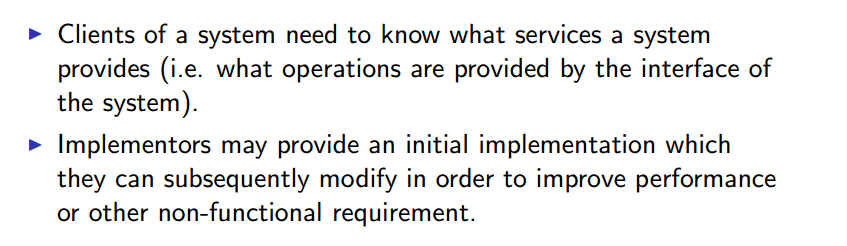 ▶ Clients of a system need to know what services a system
provides (i.e. what operations are provided by the interface of
the system).
▶ Implementors may provide an initial implementation which
they can subsequently modify in order to improve performance
or other non-functional requirement.